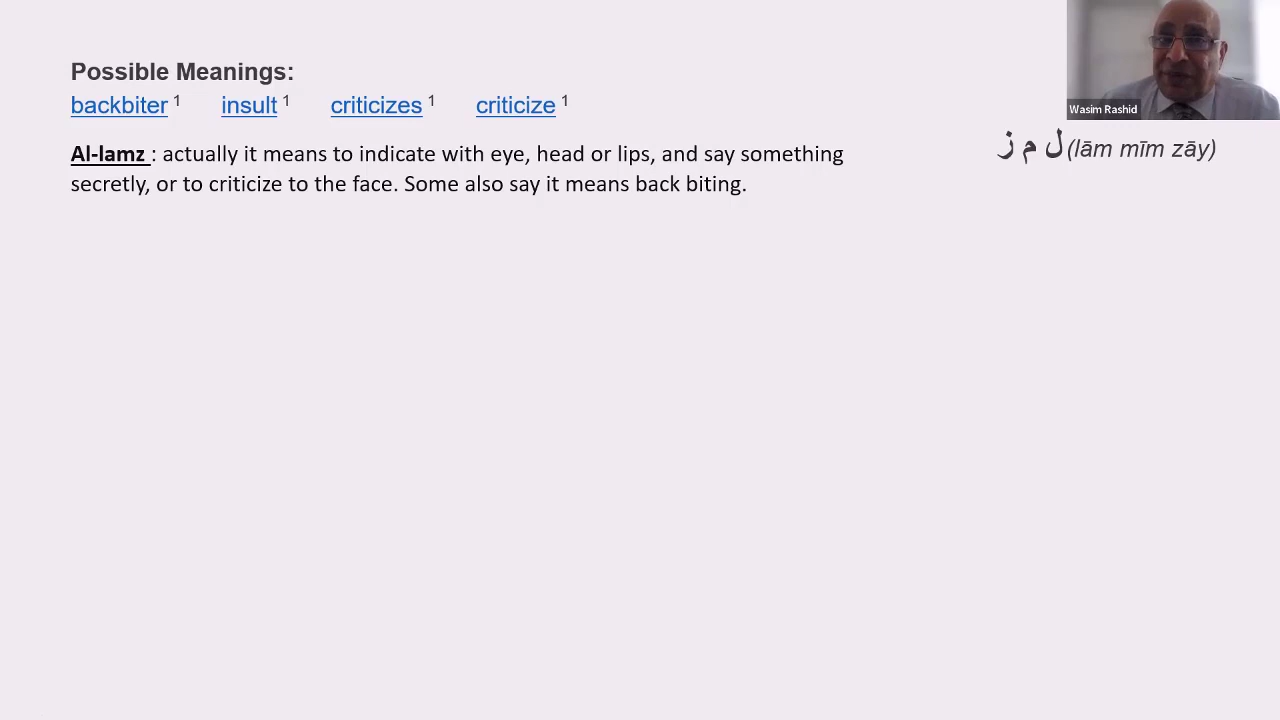 Possible Meanings:
backbiter 1 insult 1 criticizes 1 criticize 1
Al-lamz : actually it means to indicate with eye, head or lips, and say something
secretly, or to criticize to the face. Some also say it means back biting.
Wasim Rashid
ل م ز (lām mīm zāy)